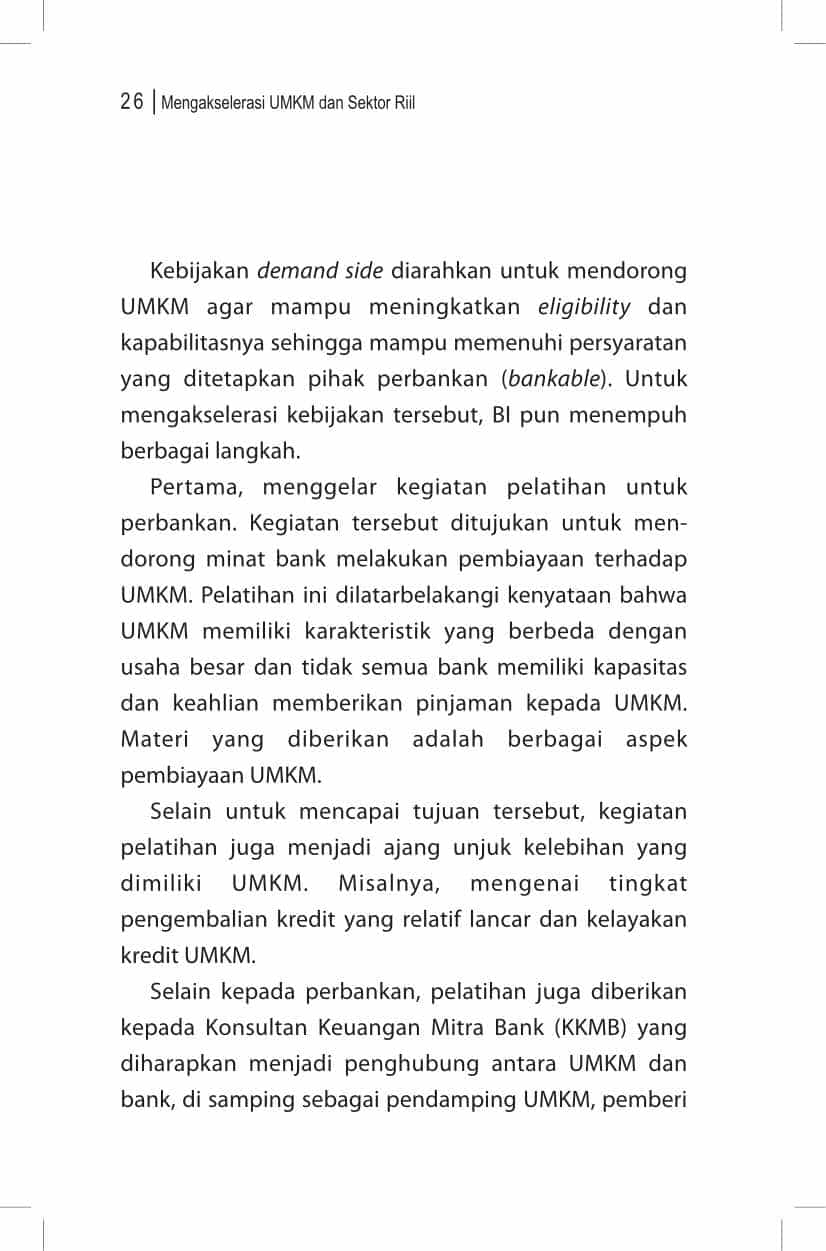 26 | Mengakselerasi UMKM dan Sektor Riil
Kebijakan demand side diarahkan untuk mendorong
UMKM agar mampu meningkatkan eligibility dan
kapabilitasnya sehingga mampu memenuhi persyaratan
yang ditetapkan pihak perbankan (bankable). Untuk
mengakselerasi kebijakan tersebut, BI pun menempuh
berbagai langkah.
Pertama, menggelar kegiatan pelatihan untuk
perbankan. Kegiatan tersebut ditujukan untuk men-
dorong minat bank melakukan pembiayaan terhadap
UMKM. Pelatihan ini dilatarbelakangi kenyataan bahwa
UMKM memiliki karakteristik yang berbeda dengan
usaha besar dan tidak semua bank memiliki kapasitas
dan keahlian memberikan pinjaman kepada UMKM.
Materi yang diberikan adalah berbagai aspek
pembiayaan UMKM.
Selain untuk mencapai tujuan tersebut, kegiatan
pelatihan juga menjadi ajang unjuk kelebihan yang
dimiliki UMKM. Misalnya, mengenai tingkat
pengembalian kredit yang relatif lancar dan kelayakan
kredit UMKM.
Selain kepada perbankan, pelatihan juga diberikan
kepada Konsultan Keuangan Mitra Bank (KKMB) yang
diharapkan menjadi penghubung antara UMKM dan
bank, di samping sebagai pendamping UMKM, pemberi